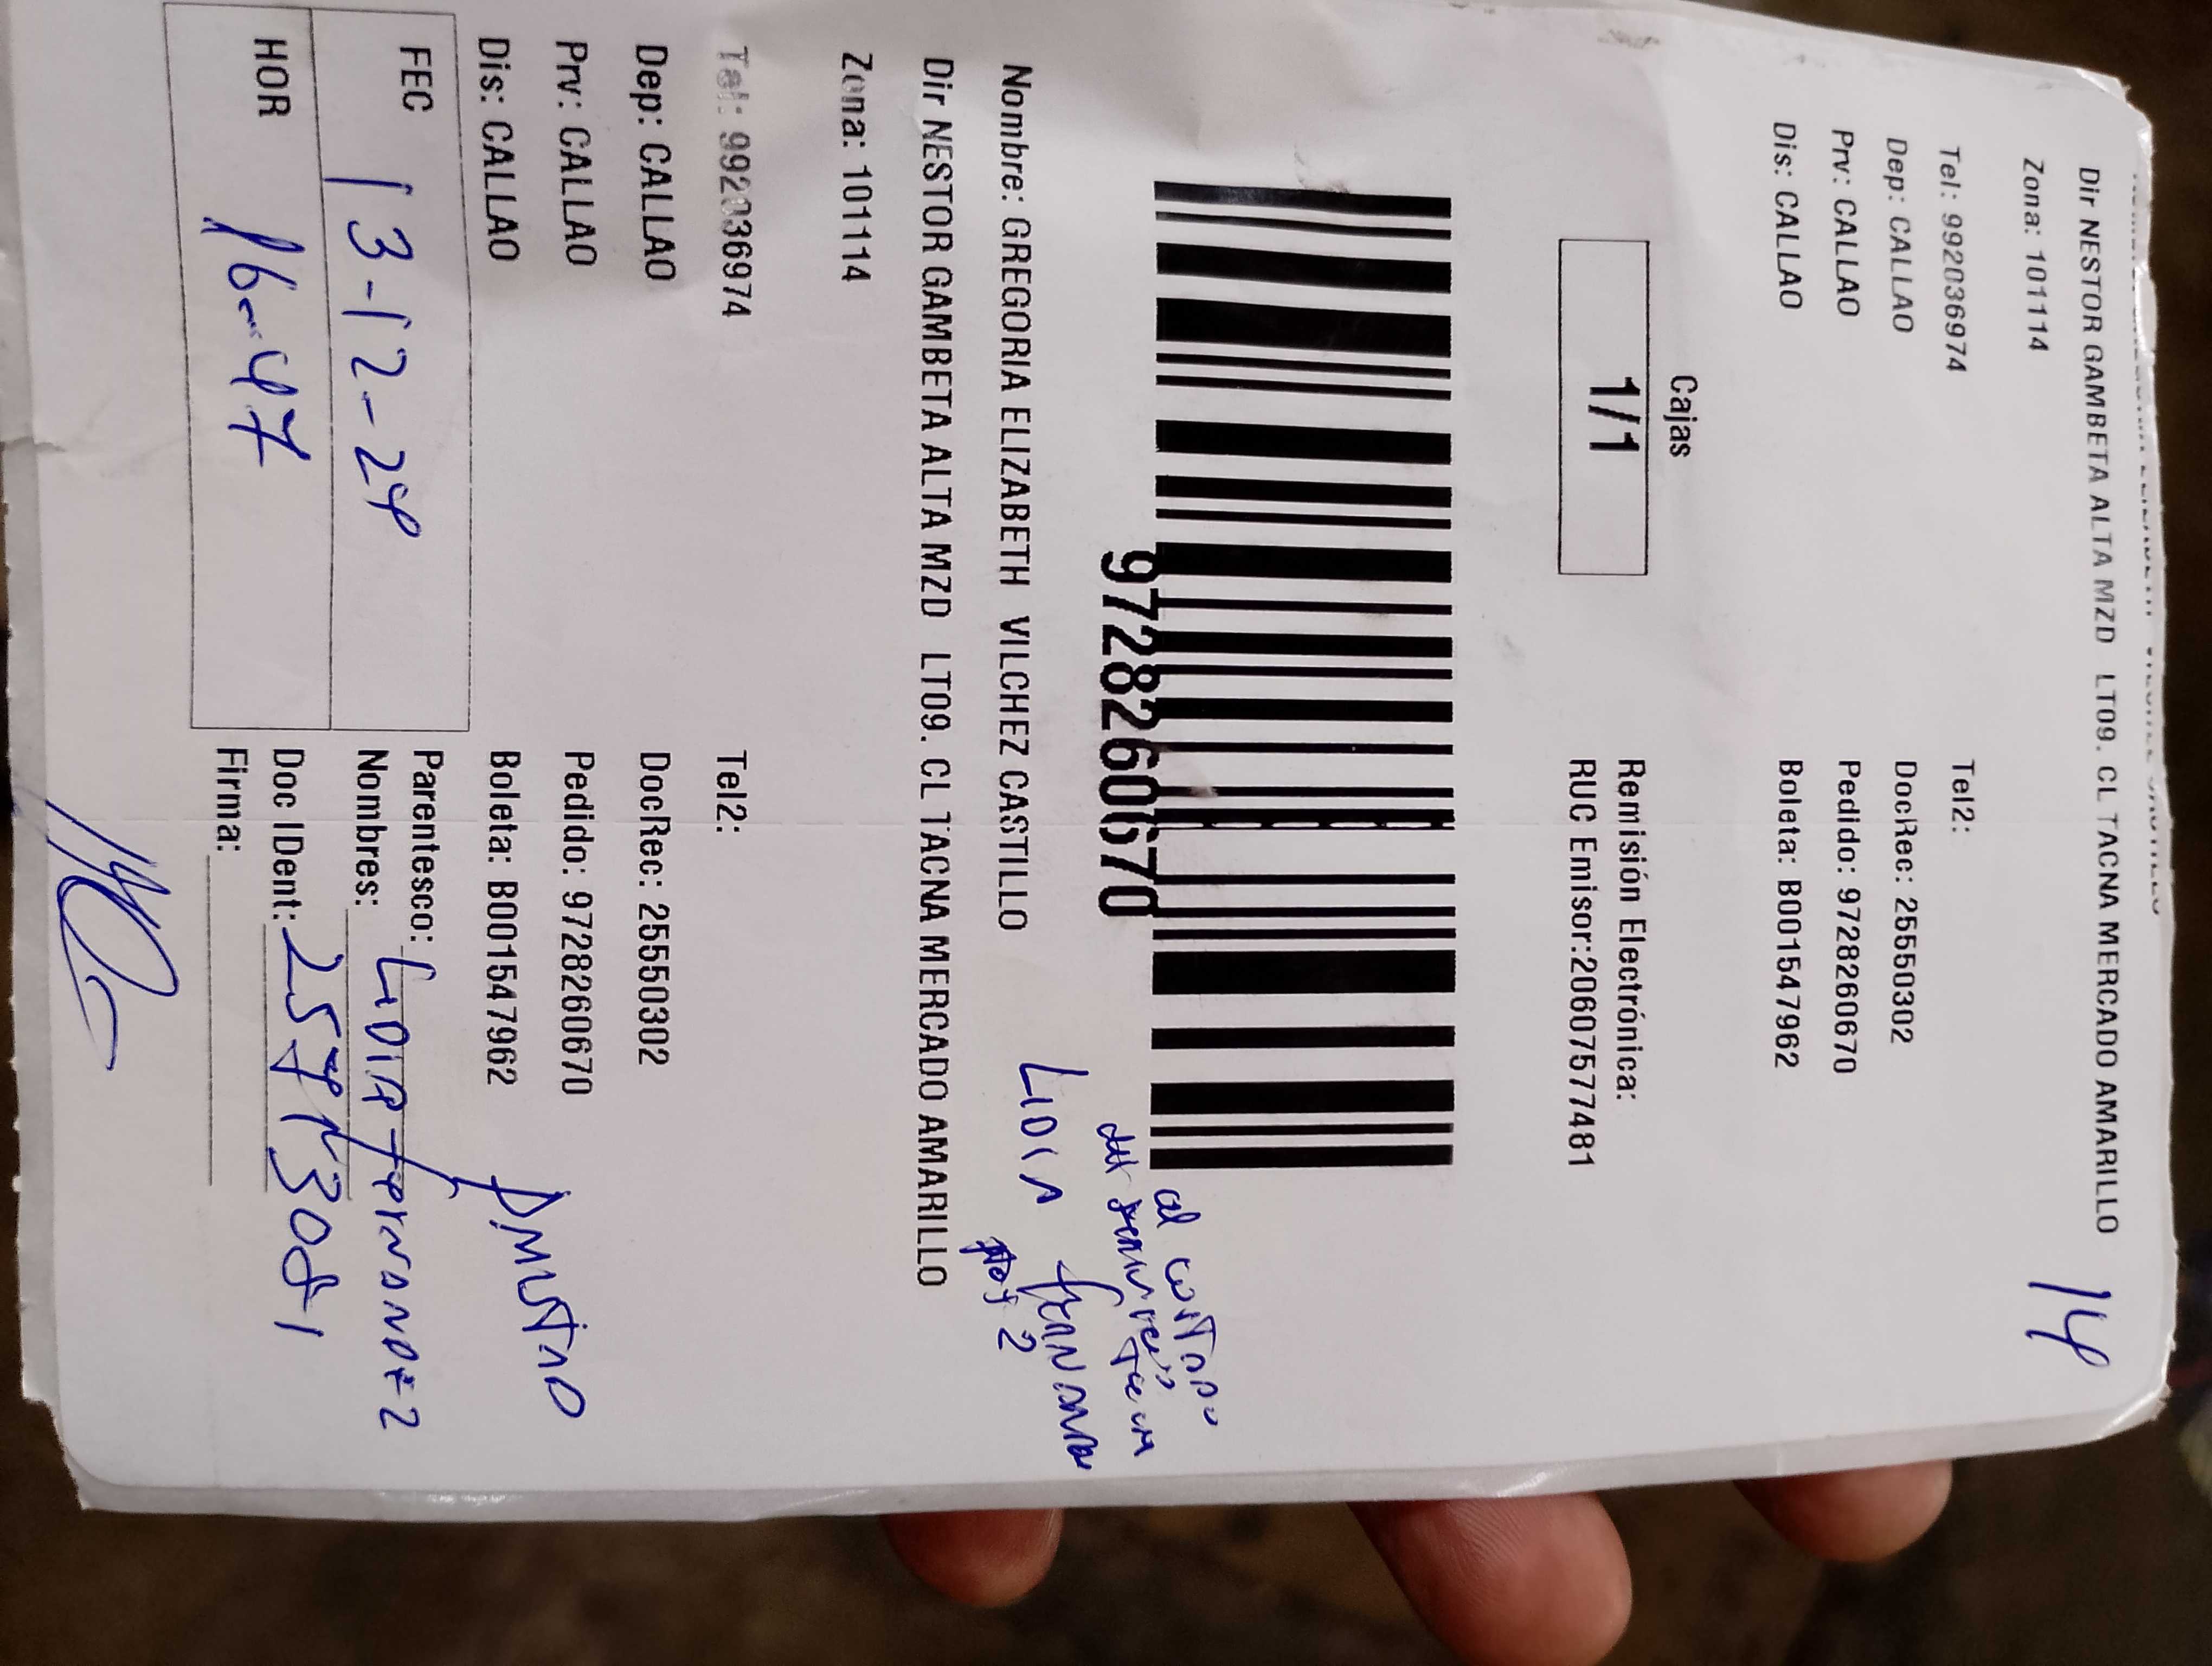 Dir NESTOR GAMBETA ALTA MZD LT09. CL TACNA MERCADO AMARILLO
14
Zona: 101114
Tel: 992036974 Tel2:
Dep: CALLAO DocRec: 25550302
Prv: CALLAO Pedido: 9728260670
Dis: CALLAO Boleta: B001547962
Cajas
1/1
Remisión Electrónica:
RUC Emisor:20607577481
9728260670
al costado
del
Nombre: GREGORIA ELIZABETH VILCHEZ CASTILLO
LIDIA
Dir NESTOR GAMBETA ALTA MZD LT09. CL TACNA MERCADO AMARILLO
Zona: 101114
Tel: 992036974 Tel2:
Dep: CALLAO DocRec: 25550302
Prv: CALLAO Pedido: 9728260670
Dis: CALLAO Boleta: B001547962
FEC 13-12-24
HOR 16-47
Parentesco:
Nombres: LIDIA
Doc IDent:
Firma: